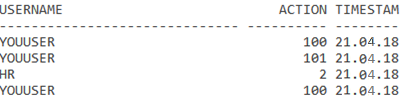 USERNAME ACTION TIMESTAM
------------------------------ ---------- --------
YOUUSER 100 21.04.18
YOUUSER 101 21.04.18
HR 2 21.04.18
YOUUSER 100 21.04.18